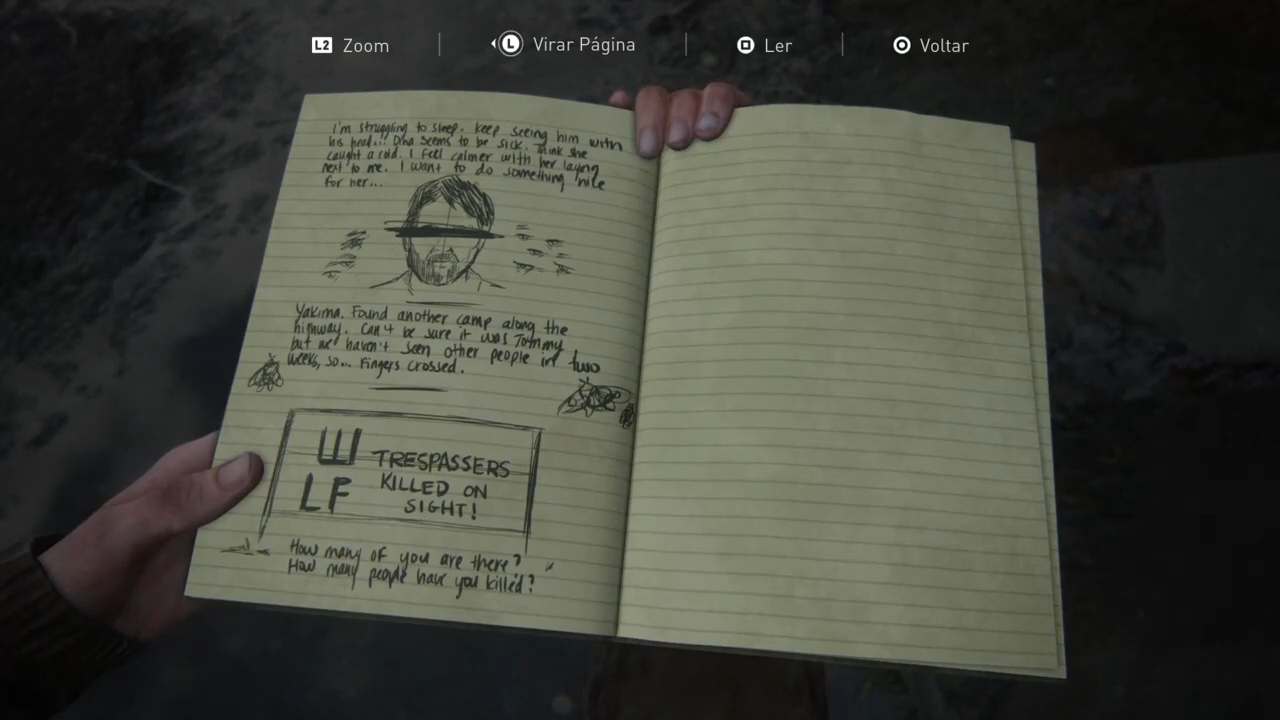 L2 Zoom
L Virar Página
Ler
Voltar
i'm struggling to sleep. Keep seeing him with
his head... Dina seems to be sick. Think she
caught a cold. I feel calmer with her laying
next to me. I want to do something nice
for her...
Yakima. Found another camp along the
highway. Can't be sure it was Tommy
but we haven't seen other people in two
weeks, so... Fingers crossed.
W
LF
TRESPASSERS
KILLED ON
SIGHT!
How many of you are there?
How many people have you killed?